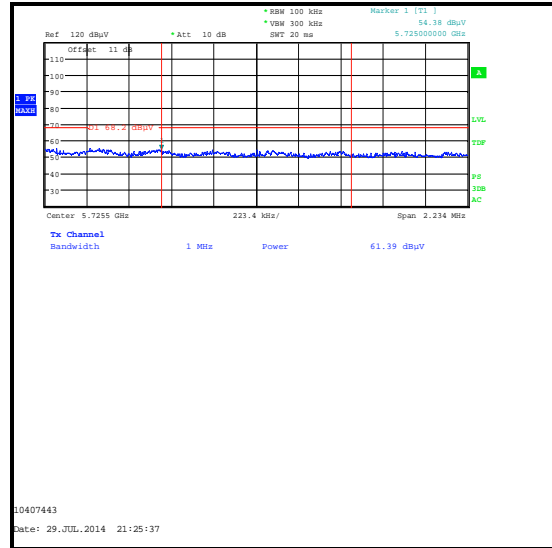 * RBW 100 kHz Marker 1 [T1 ]
* VBW 300 kHz 54.38 dBµV
Ref 120 dBµV * Att 10 dB SWT 20 ms 5.725000000 GHz
Offset 11 dB
110
A
100
90
1 PK
MAXH
80
LVL
70
D1 68.2 dBµV
60
TDF
50
40
PS
30
3DB
AC
Center 5.7255 GHz 223.4 kHz/ Span 2.234 MHz
Tx Channel
Bandwidth 1 MHz Power 61.39 dBµV
10407443
Date: 29.JUL.2014 21:25:37